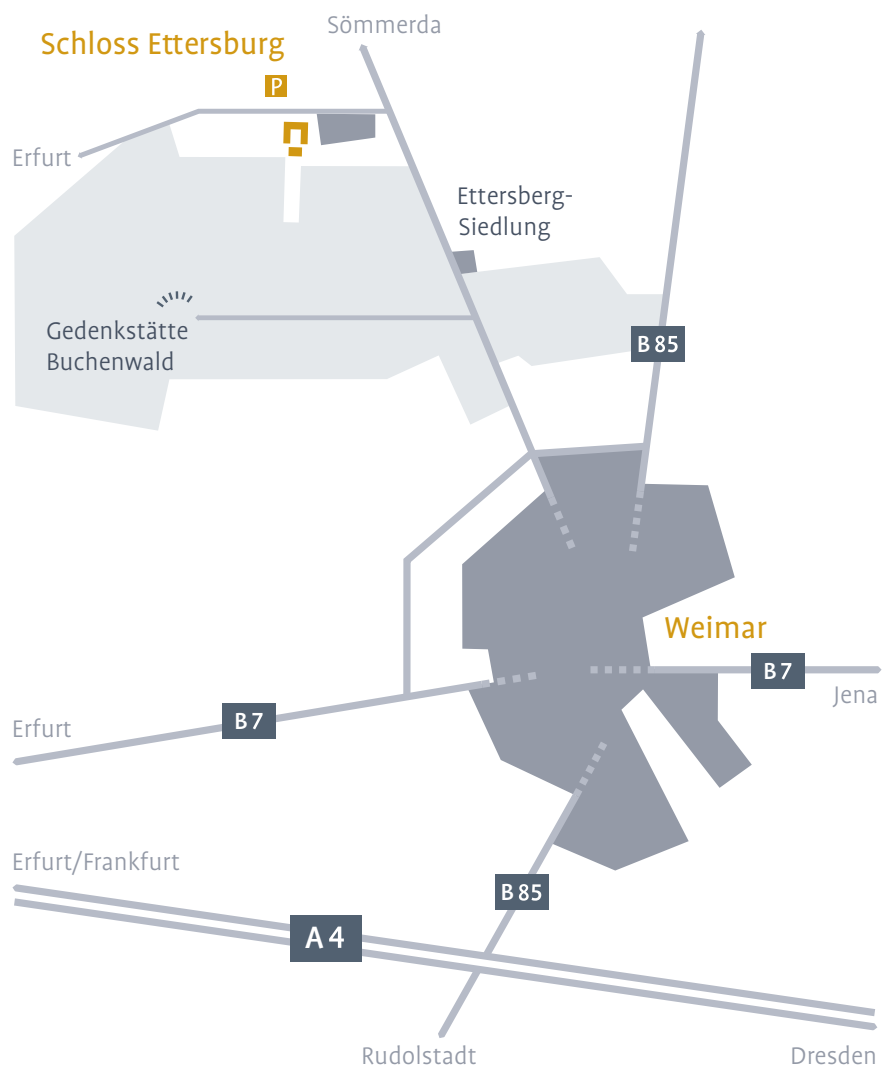 Sömmerda
Schloss Ettersburg
P
Erfurt
Ettersberg-
Siedlung
Gedenkstätte
Buchenwald
B 85
Weimar
B 7
Jena
B 7
Erfurt
Erfurt/Frankfurt
B 85
A 4
Rudolstadt
Dresden